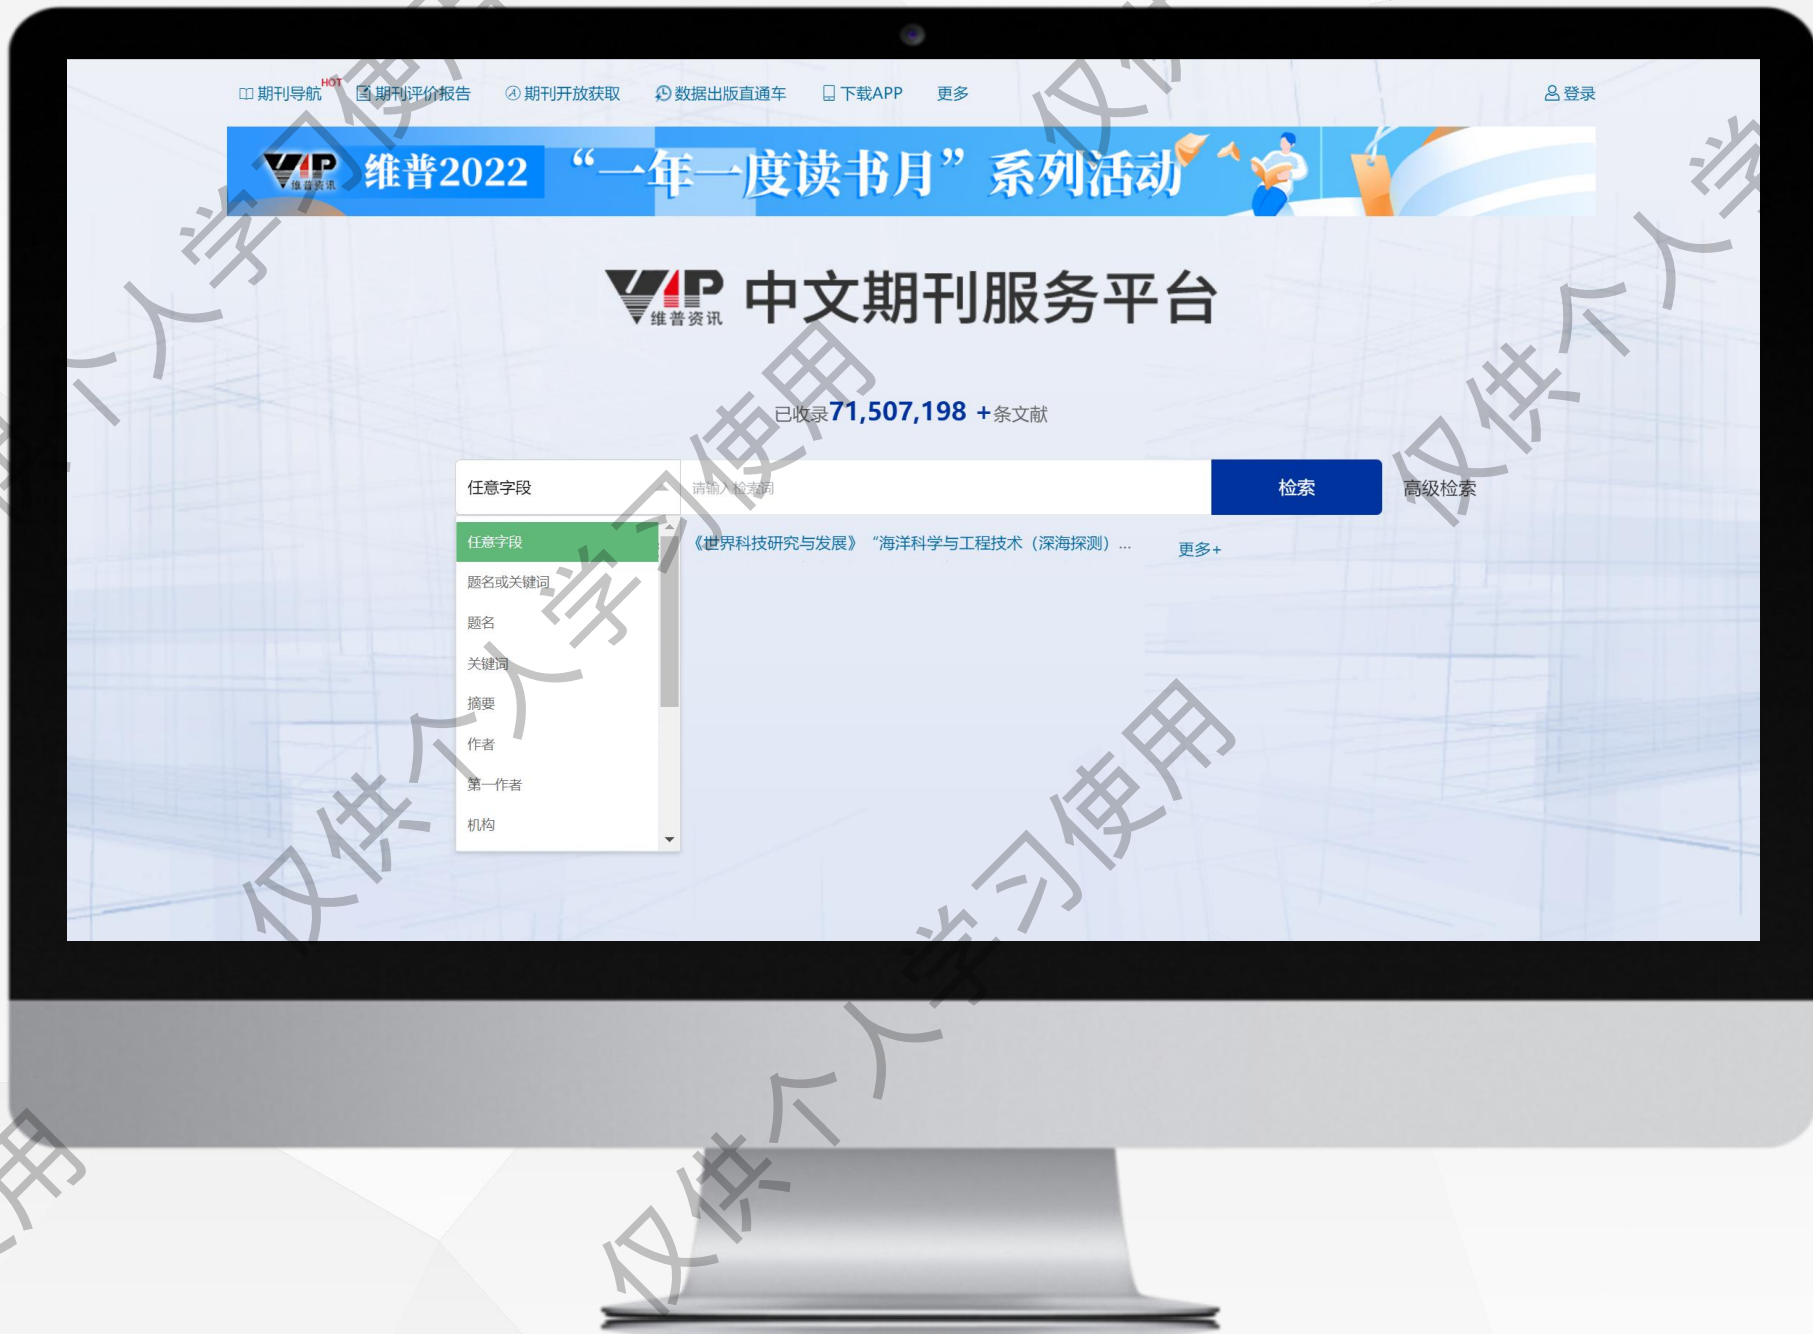 期刊导航 HOT 期刊评价报告 期刊开放获取 数据出版直通车 下载APP 更多 登录
VIP 维普资讯 维普2022 “一年一度读书月”系列活动
VIP 维普资讯 中文期刊服务平台
已收录71,507,198 +条文献
任意字段 请输入检索词 检索 高级检索
任意字段
《世界科技研究与发展》“海洋科学与工程技术（深海探测）... 更多+
题名或关键词
题名
关键词
摘要
作者
第一作者
机构
仅供个人学习使用
仅供个人学习使用
仅供个人学习使用
仅供个人学
仅供
使用